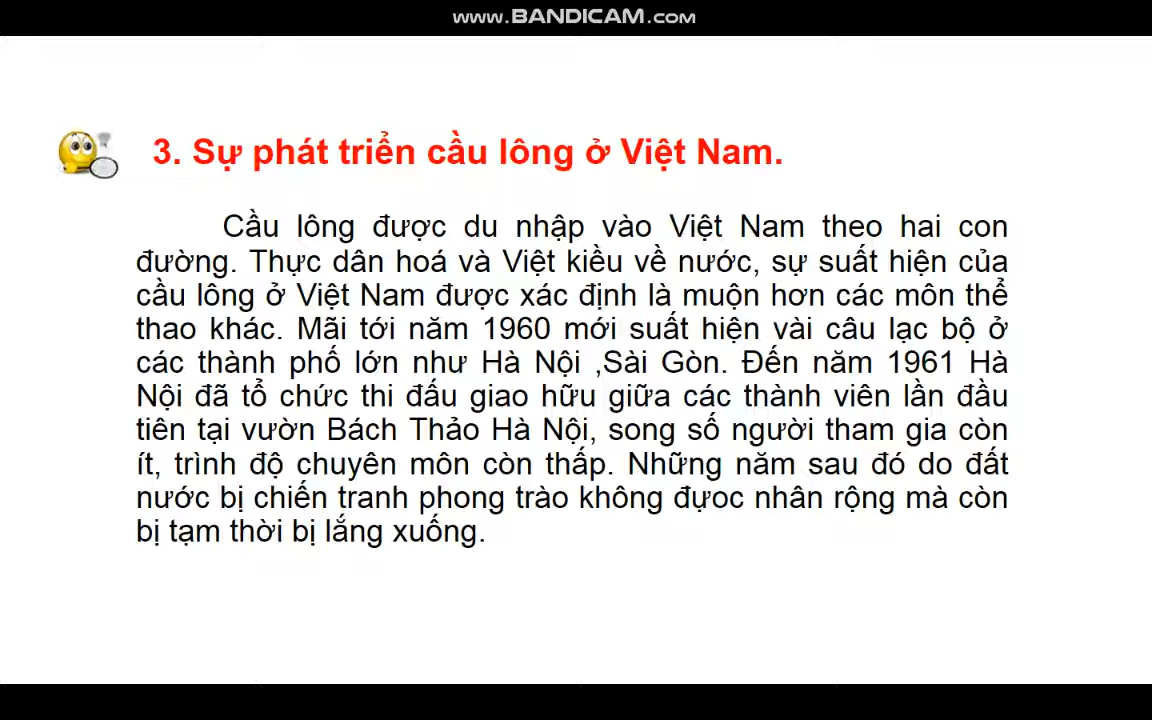 www.BANDICAM.com
3. Sự phát triển cầu lông ở Việt Nam.
Cầu lông được du nhập vào Việt Nam theo hai con
đường. Thực dân hoá và Việt kiều về nước, sự suất hiện của
cầu lông ở Việt Nam được xác định là muộn hơn các môn thể
thao khác. Mãi tới năm 1960 mới suất hiện vài câu lạc bộ ở
các thành phố lớn như Hà Nội ,Sài Gòn. Đến năm 1961 Hà
Nội đã tổ chức thi đấu giao hữu giữa các thành viên lần đầu
tiên tại vườn Bách Thảo Hà Nội, song số người tham gia còn
ít, trình độ chuyên môn còn thấp. Những năm sau đó do đất
nước bị chiến tranh phong trào không đựoc nhân rộng mà còn
bị tạm thời bị lắng xuống.